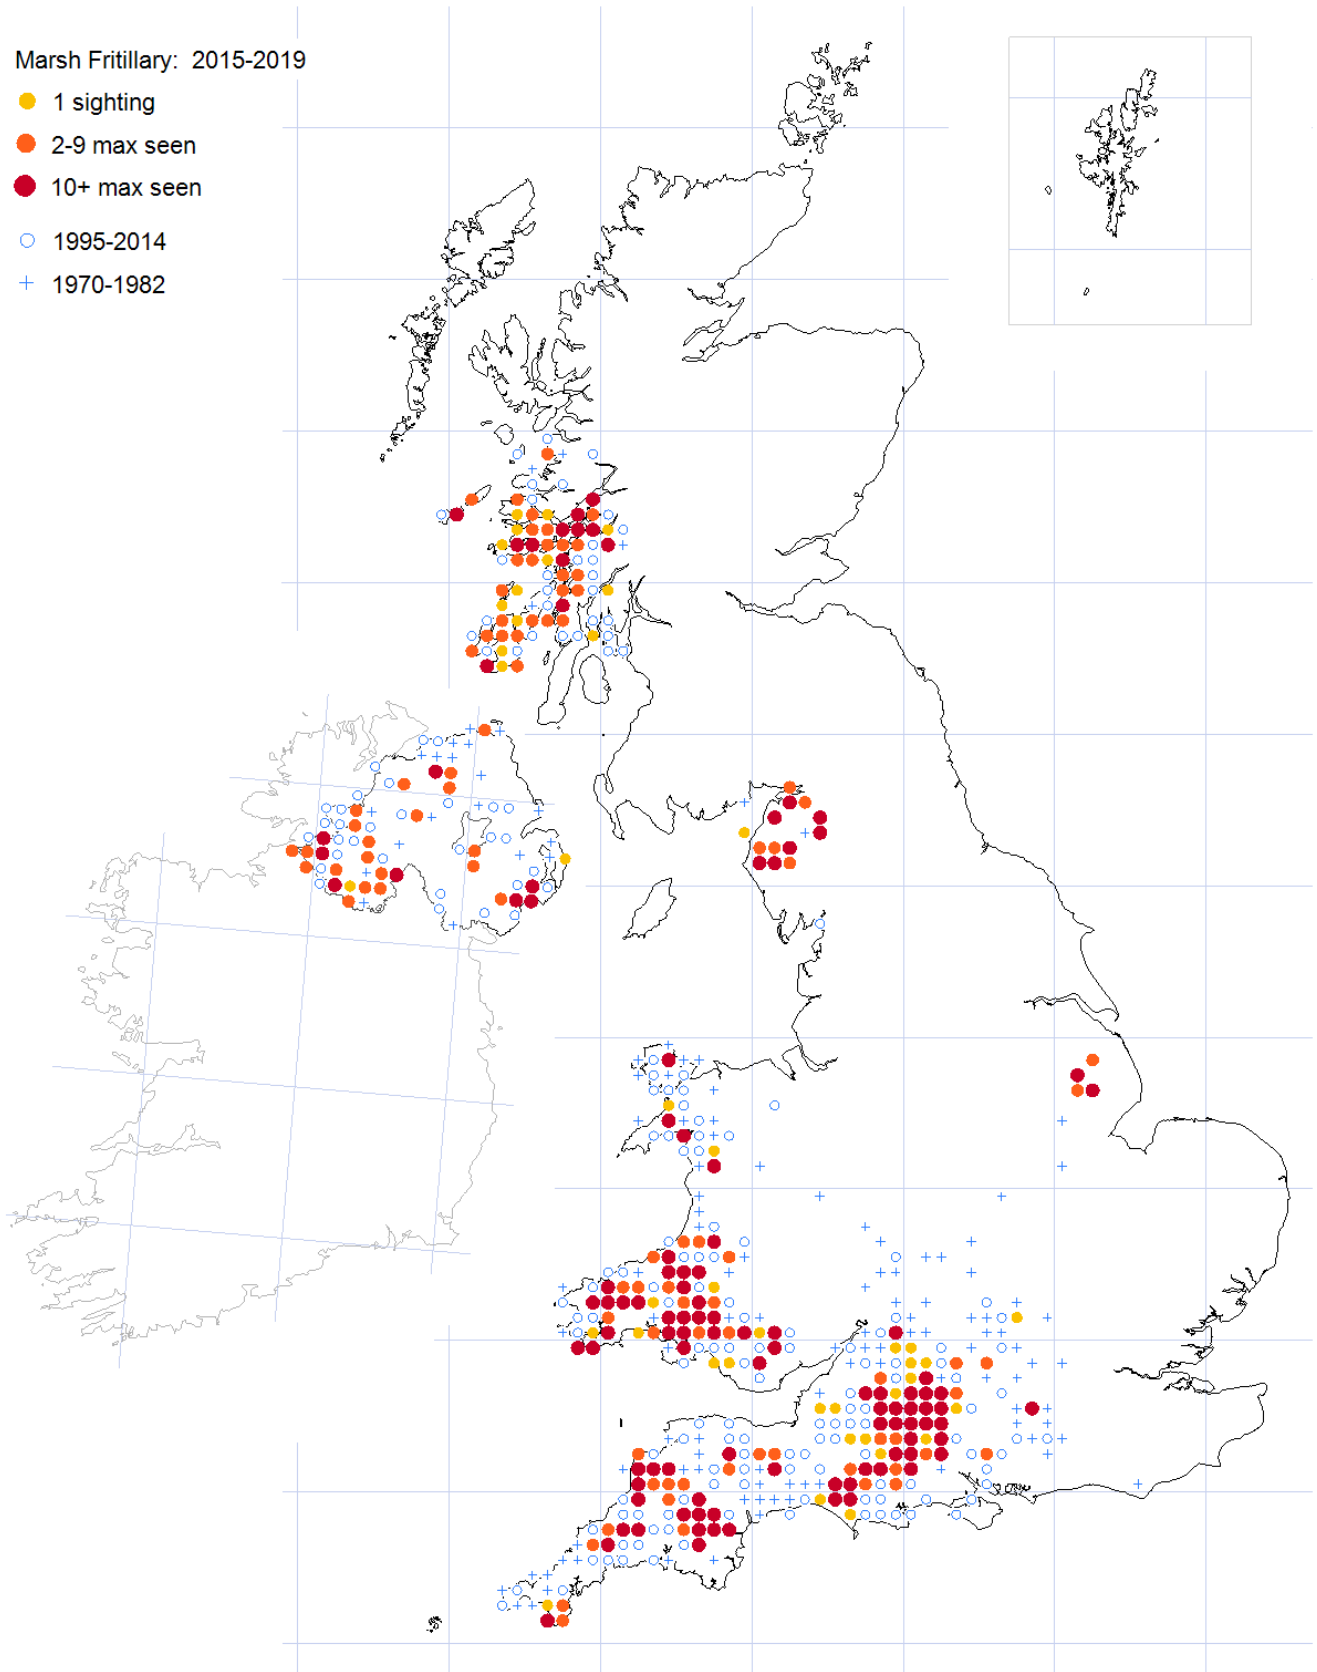 Marsh Fritillary: 2015-2019
1 sighting
2-9 max seen
10+ max seen
1995-2014
1970-1982